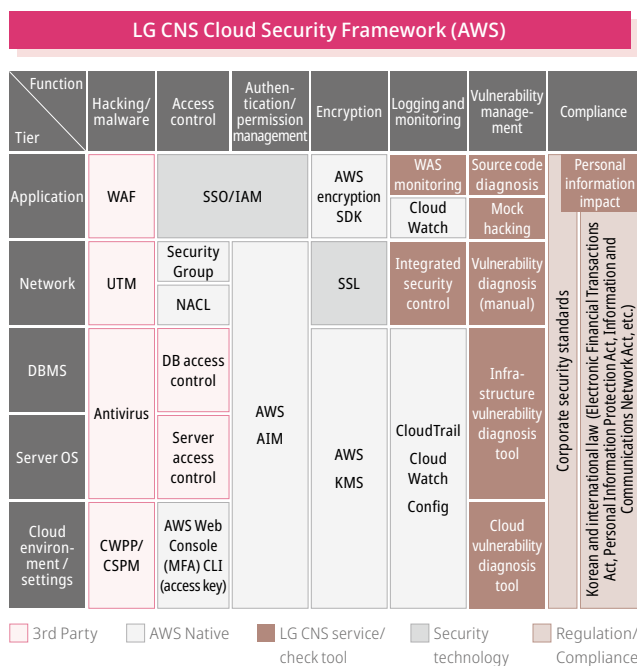 LG CNS Cloud Security Framework (AWS)
Function
Tier
Hacking/
malware
Access
control
Authen-
tication/
permission
management
Encryption
Logging and
monitoring
Vulnerability
manage-
ment
Compliance
Application
WAF
SSO/IAM
AWS
encryption
SDK
WAS
monitoring
Cloud
Watch
Source code
diagnosis
Mock
hacking
Personal
information
impact
Network
UTM
Security
Group
NACL
SSL
Integrated
security
control
Vulnerability
diagnosis
(manual)
DBMS
Server OS
Antivirus
DB access
control
Server
access
control
AWS
AIM
AWS
KMS
CloudTrail
Cloud
Watch
Config
Infra-
structure
vulnerability
diagnosis
tool
Cloud
environ-
ment /
settings
CWPP/
CSPM
AWS Web
Console
(MFA) CLI
(access key)
Cloud
vulnerability
diagnosis
tool
Corporate security standards
Korean and international law (Electronic Financial Transactions
Act, Personal Information Protection Act, Information and
Communications Network Act, etc.)
3rd Party
AWS Native
LG CNS service/
check tool
Security
technology
Regulation/
Compliance